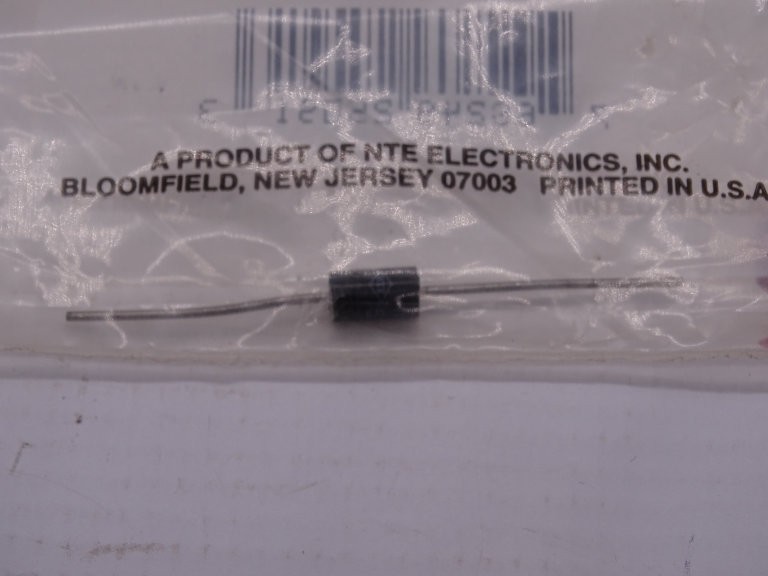 A PRODUCT OF NTE ELECTRONICS, INC.
BLOOMFIELD, NEW JERSEY 07003 PRINTED IN U.S.A